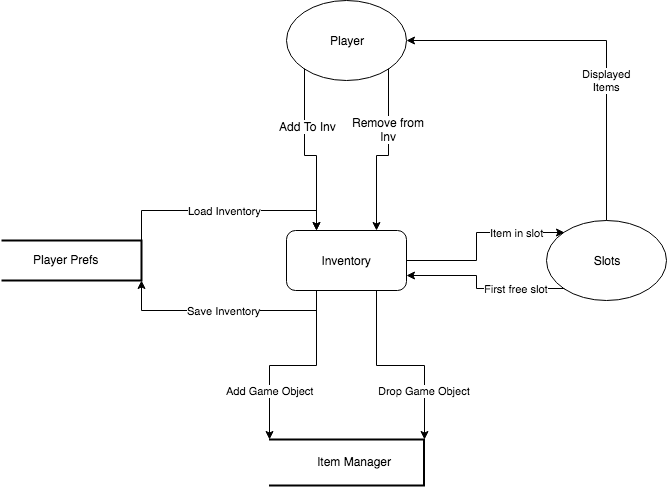 Player
Displayed
Items
Add To Inv
Remove from
Inv
Load Inventory
Item in slot
Player Prefs
Inventory
Slots
First free slot
Save Inventory
Add Game Object
Drop Game Object
Item Manager